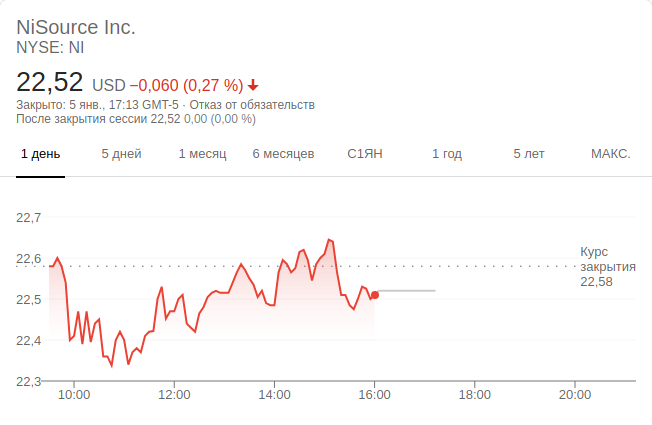 NiSource Inc.
NYSE: NI
22,52 USD −0,060 (0,27 %)
Закрыто: 5 янв., 17:13 GMT-5 · Отказ от обязательств
После закрытия сессии 22,52 0,00 (0,00 %)
1 день 5 дней 1 месяц 6 месяцев С1ЯН 1 год 5 лет МАКС.
22,7
22,6
22,5
22,4
22,3
Курс
закрытия
22,58
10:00 12:00 14:00 16:00 18:00 20:00